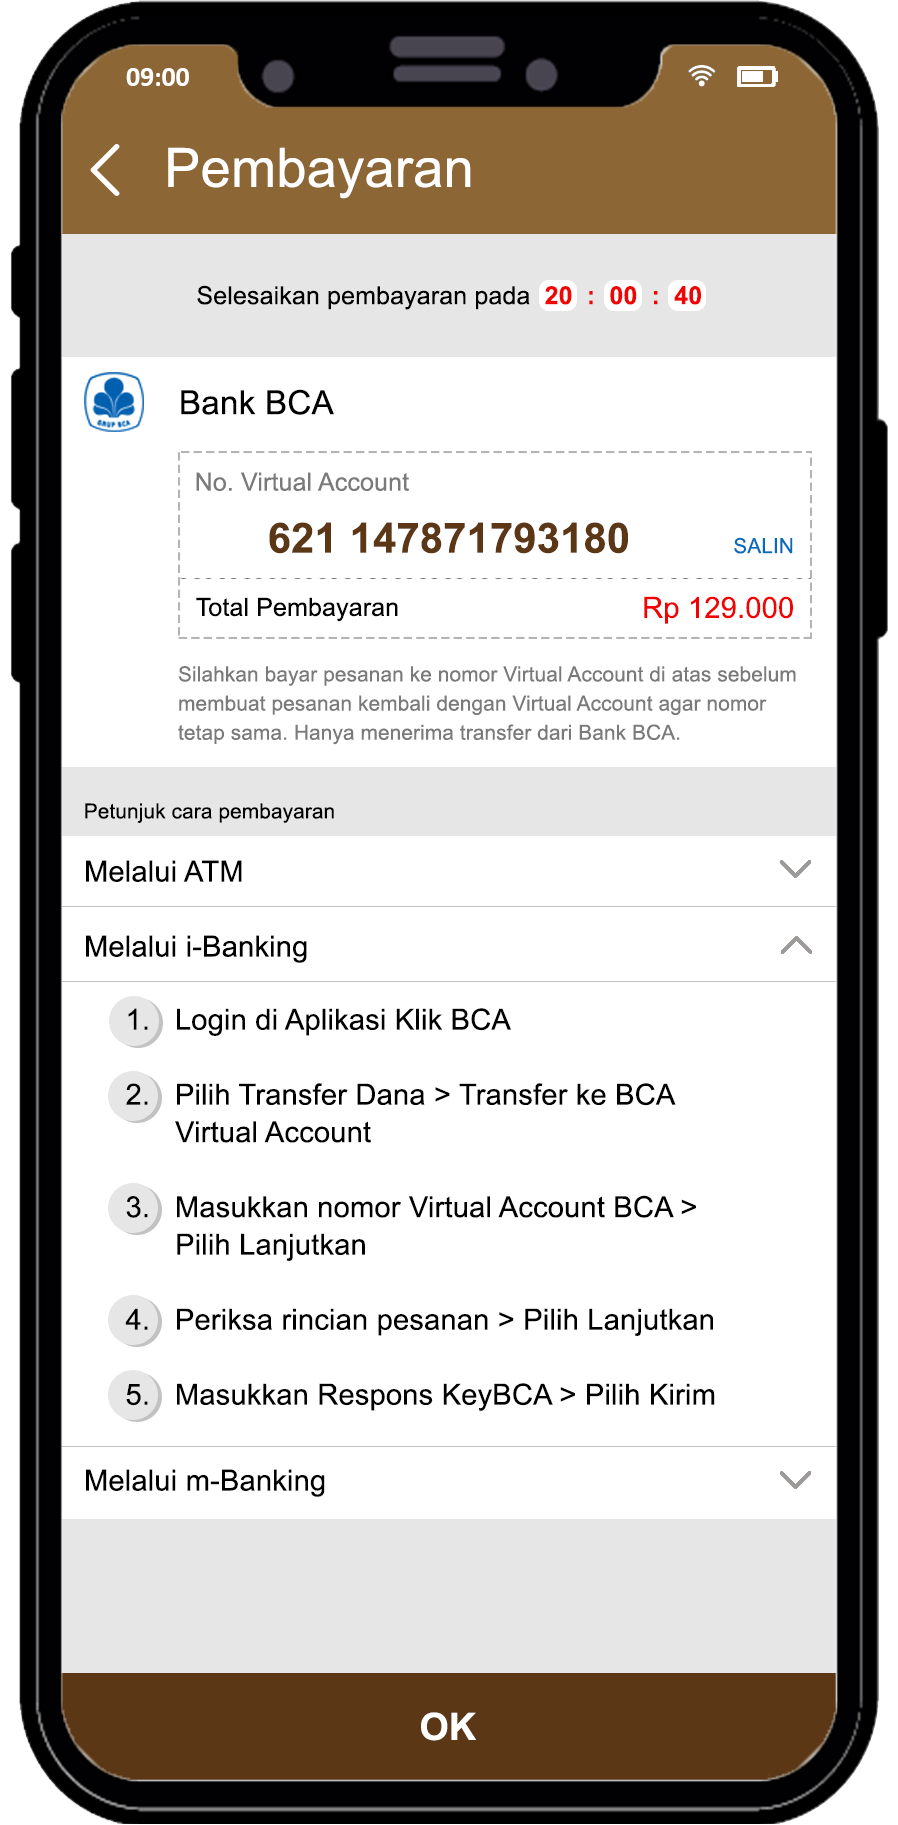 09:00
Pembayaran
Selesaikan pembayaran pada 20 : 00 : 40
GRUP BCA
Bank BCA
No. Virtual Account
621 147871793180
SALIN
Total Pembayaran Rp 129.000
Silahkan bayar pesanan ke nomor Virtual Account di atas sebelum
membuat pesanan kembali dengan Virtual Account agar nomor
tetap sama. Hanya menerima transfer dari Bank BCA.
Petunjuk cara pembayaran
Melalui ATM
Melalui i-Banking
1. Login di Aplikasi Klik BCA
2. Pilih Transfer Dana > Transfer ke BCA
Virtual Account
3. Masukkan nomor Virtual Account BCA >
Pilih Lanjutkan
4. Periksa rincian pesanan > Pilih Lanjutkan
5. Masukkan Respons KeyBCA > Pilih Kirim
Melalui m-Banking
OK